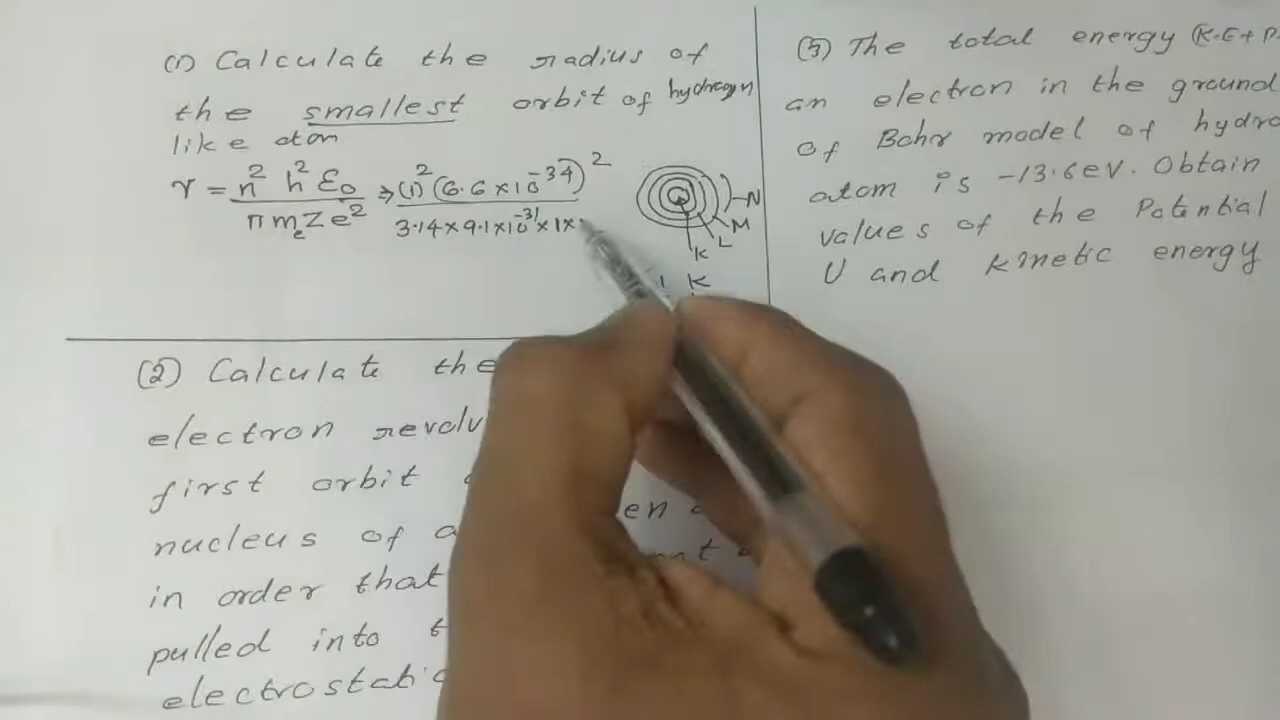 (1) Calculate the radius of
the smallest orbit of hydrogen
like atom
r = n² h² ε₀ / π mₑ Z e² ⇒ (1)² (6.6×10⁻³⁴)² / 3.14×9.1×10⁻³¹×1×
N
M
L
K
K
(2) Calculate the
electron revolv
first orbit
nucleus of a
in order that
pulled into t
electrostatic
(3) The total energy (K.E+P.
an electron in the ground
of Bohr model of hydro
atom is -13.6eV. Obtain
values of the Potential
U and kinetic energy